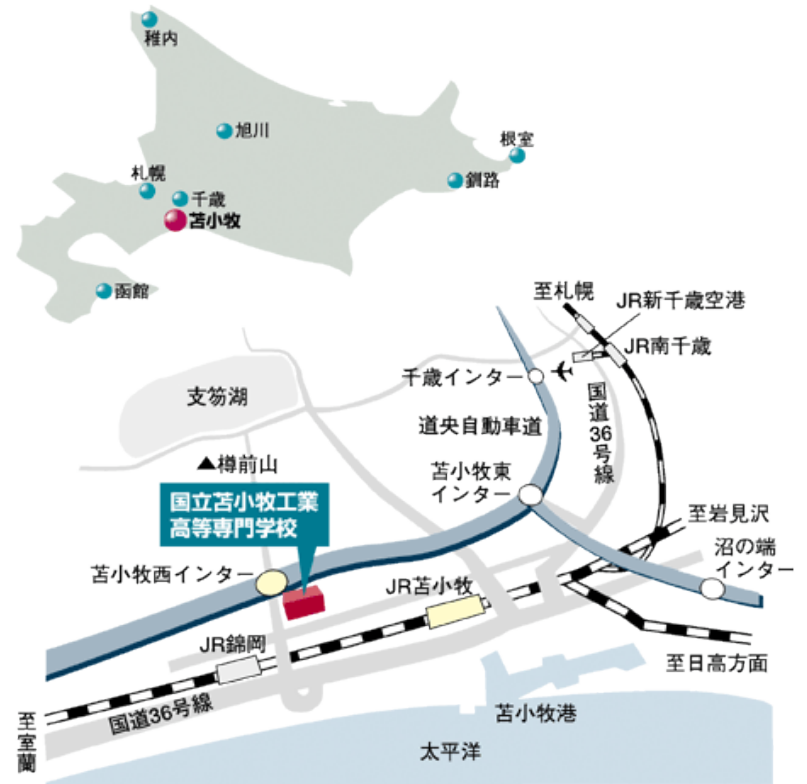 稚内
旭川
根室
釧路
札幌
千歳
苫小牧
函館
至札幌
JR新千歳空港
JR南千歳
千歳インター
国道36号線
支笏湖
道央自動車道
▲樽前山
苫小牧東
インター
国立苫小牧工業
高等専門学校
至岩見沢
沼の端
インター
苫小牧西インター
JR苫小牧
JR錦岡
至日高方面
国道36号線
苫小牧港
至室蘭
太平洋